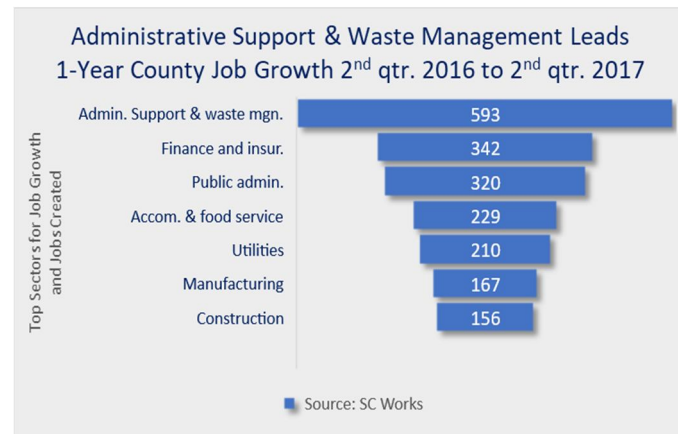 Administrative Support & Waste Management Leads
1-Year County Job Growth 2nd qtr. 2016 to 2nd qtr. 2017
Top Sectors for Job Growth
and Jobs Created
Admin. Support & waste mgn. 593
Finance and insur. 342
Public admin. 320
Accom. & food service 229
Utilities 210
Manufacturing 167
Construction 156
Source: SC Works